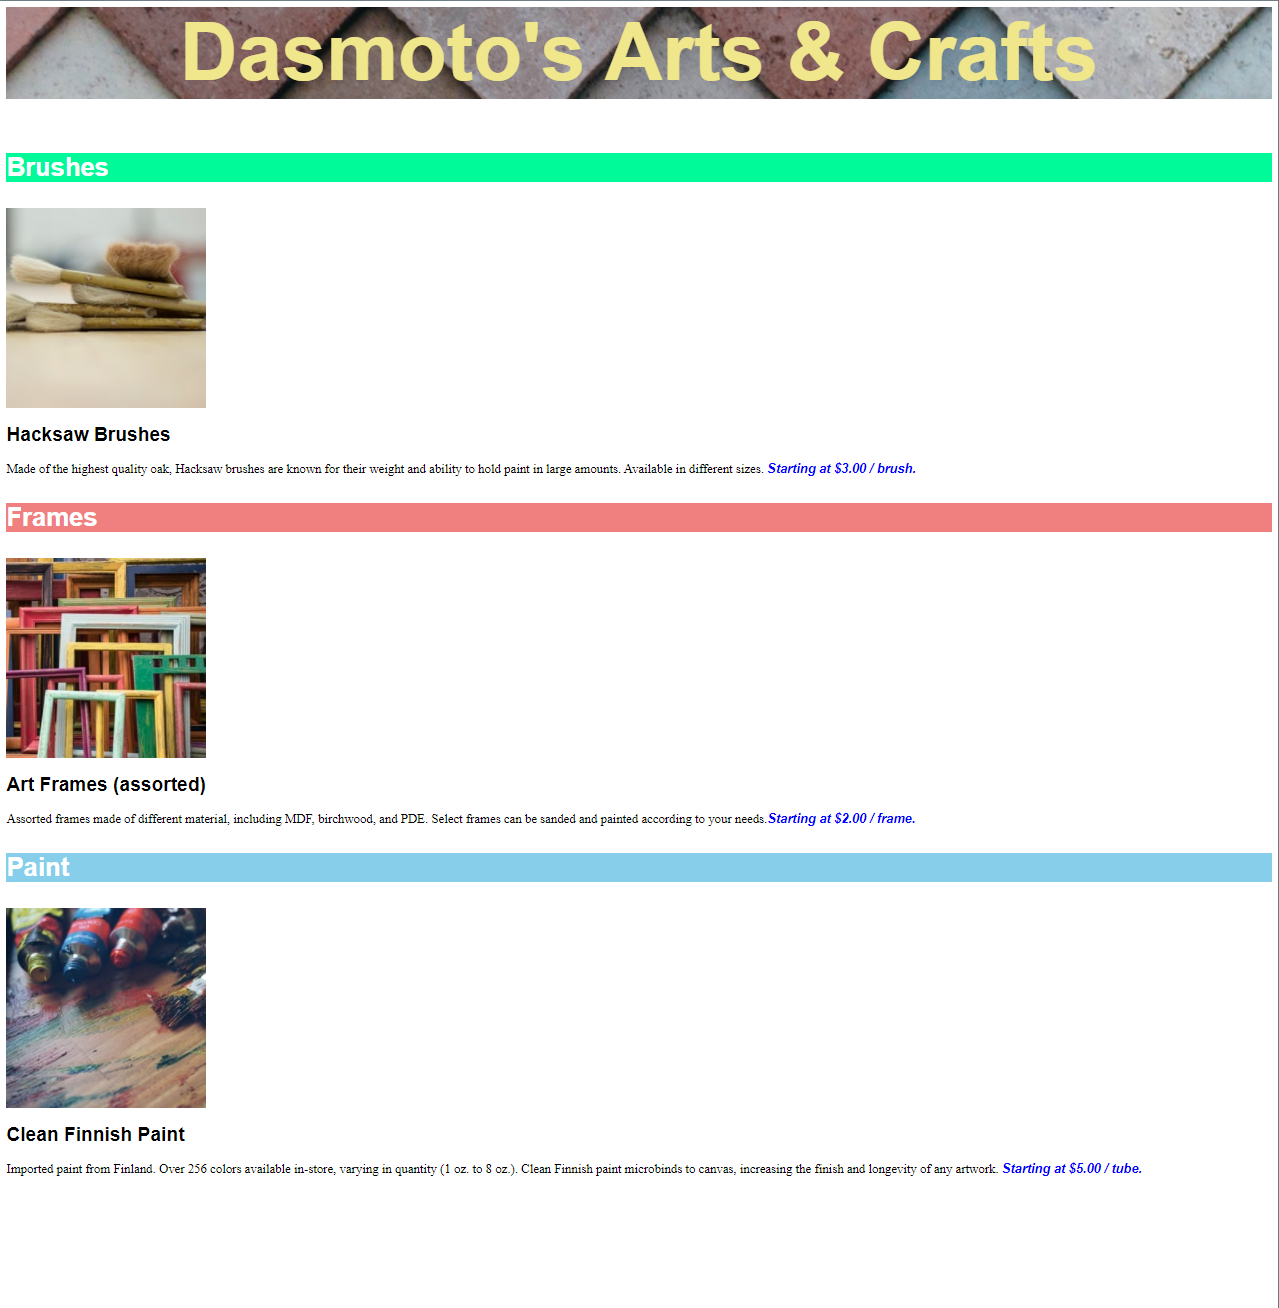 Dasmoto's Arts & Crafts
Brushes
Hacksaw Brushes
Made of the highest quality oak, Hacksaw brushes are known for their weight and ability to hold paint in large amounts. Available in different sizes. Starting at $3.00 / brush.
Frames
Art Frames (assorted)
Assorted frames made of different material, including MDF, birchwood, and PDE. Select frames can be sanded and painted according to your needs.Starting at $2.00 / frame.
Paint
Clean Finnish Paint
Imported paint from Finland. Over 256 colors available in-store, varying in quantity (1 oz. to 8 oz.). Clean Finnish paint microbinds to canvas, increasing the finish and longevity of any artwork. Starting at $5.00 / tube.